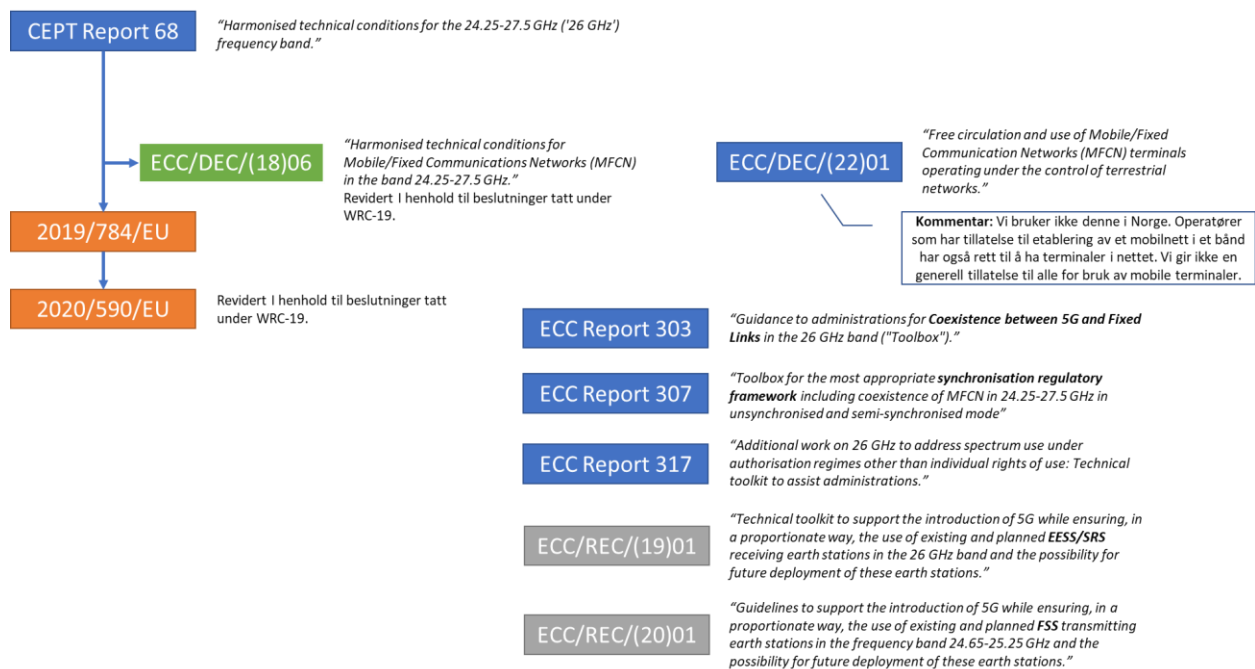 CEPT Report 68
“Harmonised technical conditions for the 24.25-27.5 GHz ('26 GHz')
frequency band.”
ECC/DEC/(18)06
“Harmonised technical conditions for
Mobile/Fixed Communications Networks (MFCN)
in the band 24.25-27.5 GHz.”
Revidert I henhold til beslutninger tatt under
WRC-19.
ECC/DEC/(22)01
“Free circulation and use of Mobile/Fixed
Communication Networks (MFCN) terminals
operating under the control of terrestrial
networks.”
Kommentar: Vi bruker ikke denne i Norge. Operatører
som har tillatelse til etablering av et mobilnett i et bånd
har også rett til å ha terminaler i nettet. Vi gir ikke en
generell tillatelse til alle for bruk av mobile terminaler.
2019/784/EU
2020/590/EU
Revidert I henhold til beslutninger tatt
under WRC-19.
ECC Report 303
“Guidance to administrations for Coexistence between 5G and Fixed
Links in the 26 GHz band ("Toolbox").”
ECC Report 307
“Toolbox for the most appropriate synchronisation regulatory
framework including coexistence of MFCN in 24.25-27.5 GHz in
unsynchronised and semi-synchronised mode”
ECC Report 317
“Additional work on 26 GHz to address spectrum use under
authorisation regimes other than individual rights of use: Technical
toolkit to assist administrations.”
ECC/REC/(19)01
“Technical toolkit to support the introduction of 5G while ensuring, in
a proportionate way, the use of existing and planned EESS/SRS
receiving earth stations in the 26 GHz band and the possibility for
future deployment of these earth stations.”
ECC/REC/(20)01
“Guidelines to support the introduction of 5G while ensuring, in a
proportionate way, the use of existing and planned FSS transmitting
earth stations in the frequency band 24.65-25.25 GHz and the
possibility for future deployment of these earth stations.”